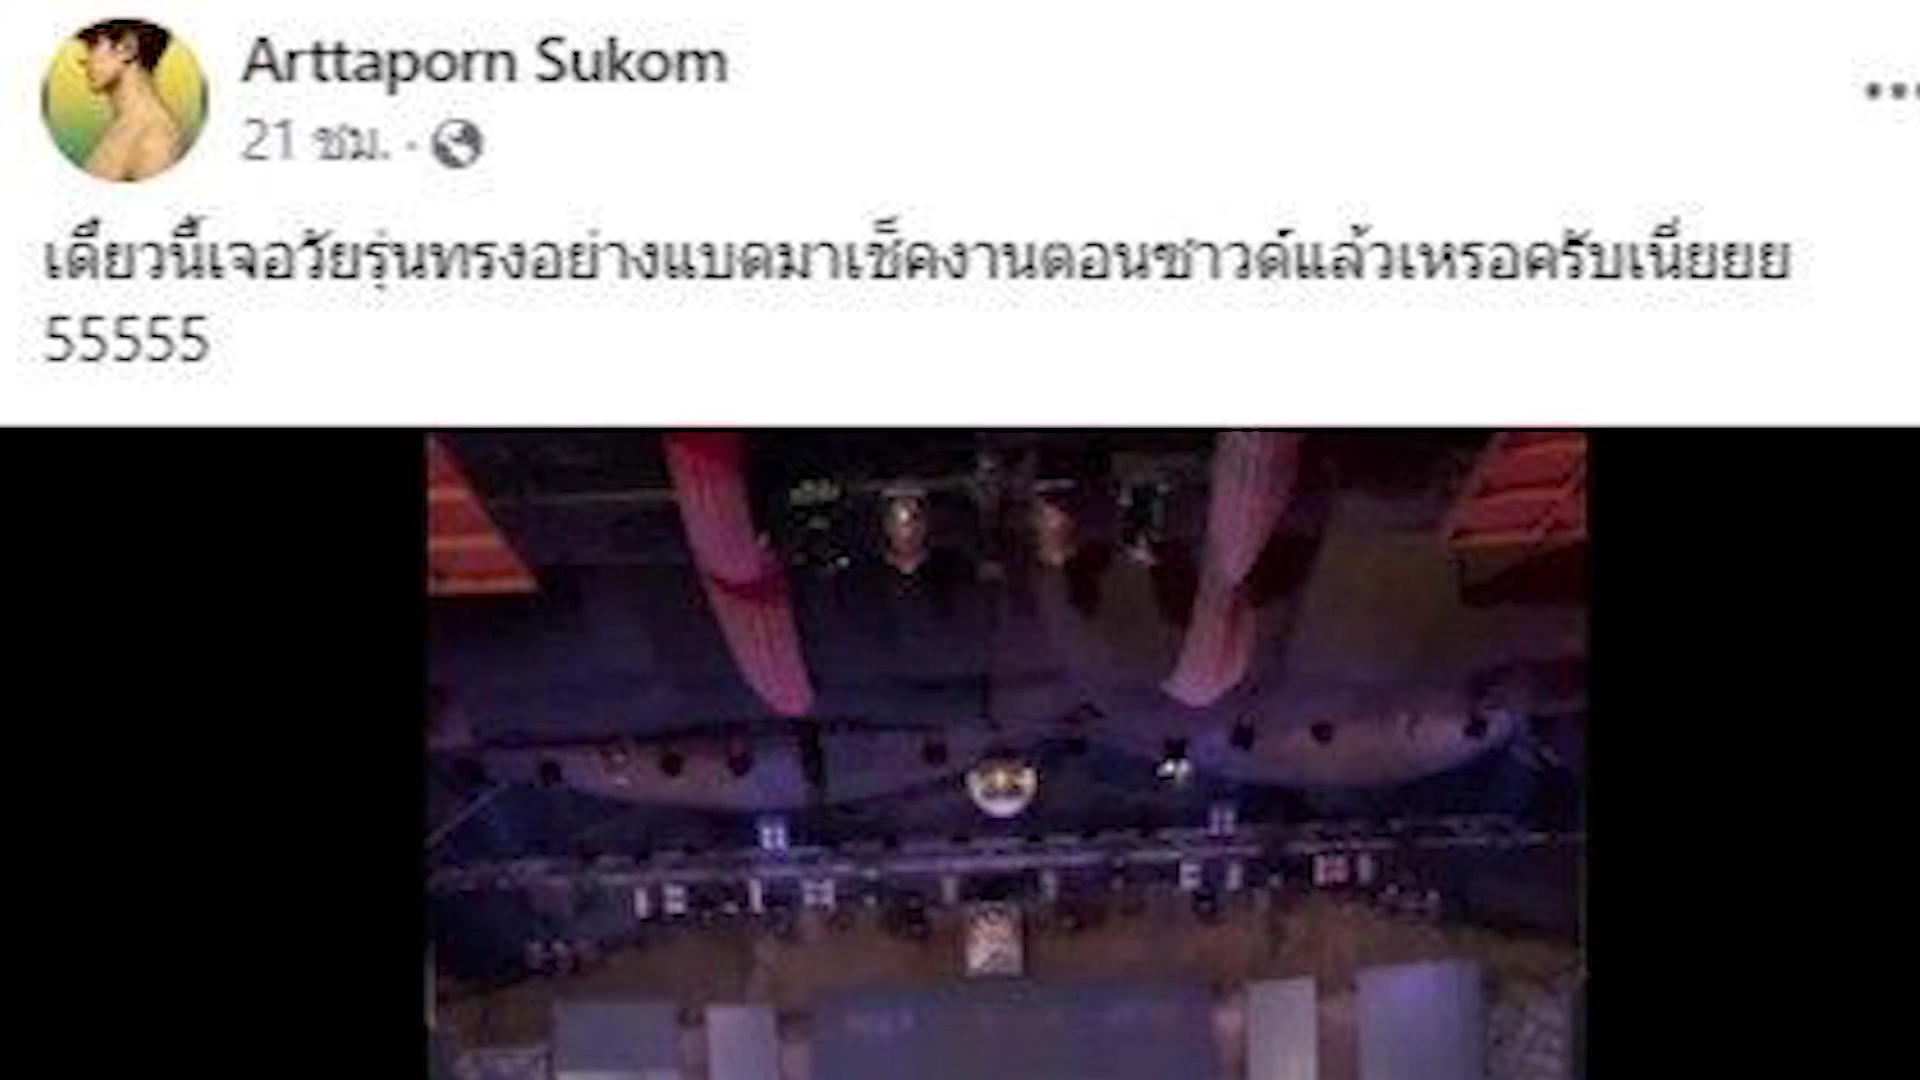 Arttaporn Sukom
21 ชม.
เดี๋ยวนี้เจอวัยรุ่นทรงอย่างแบดมาเช็คงานตอนซาวด์แล้วเหรอครับเนี่ยยย
55555